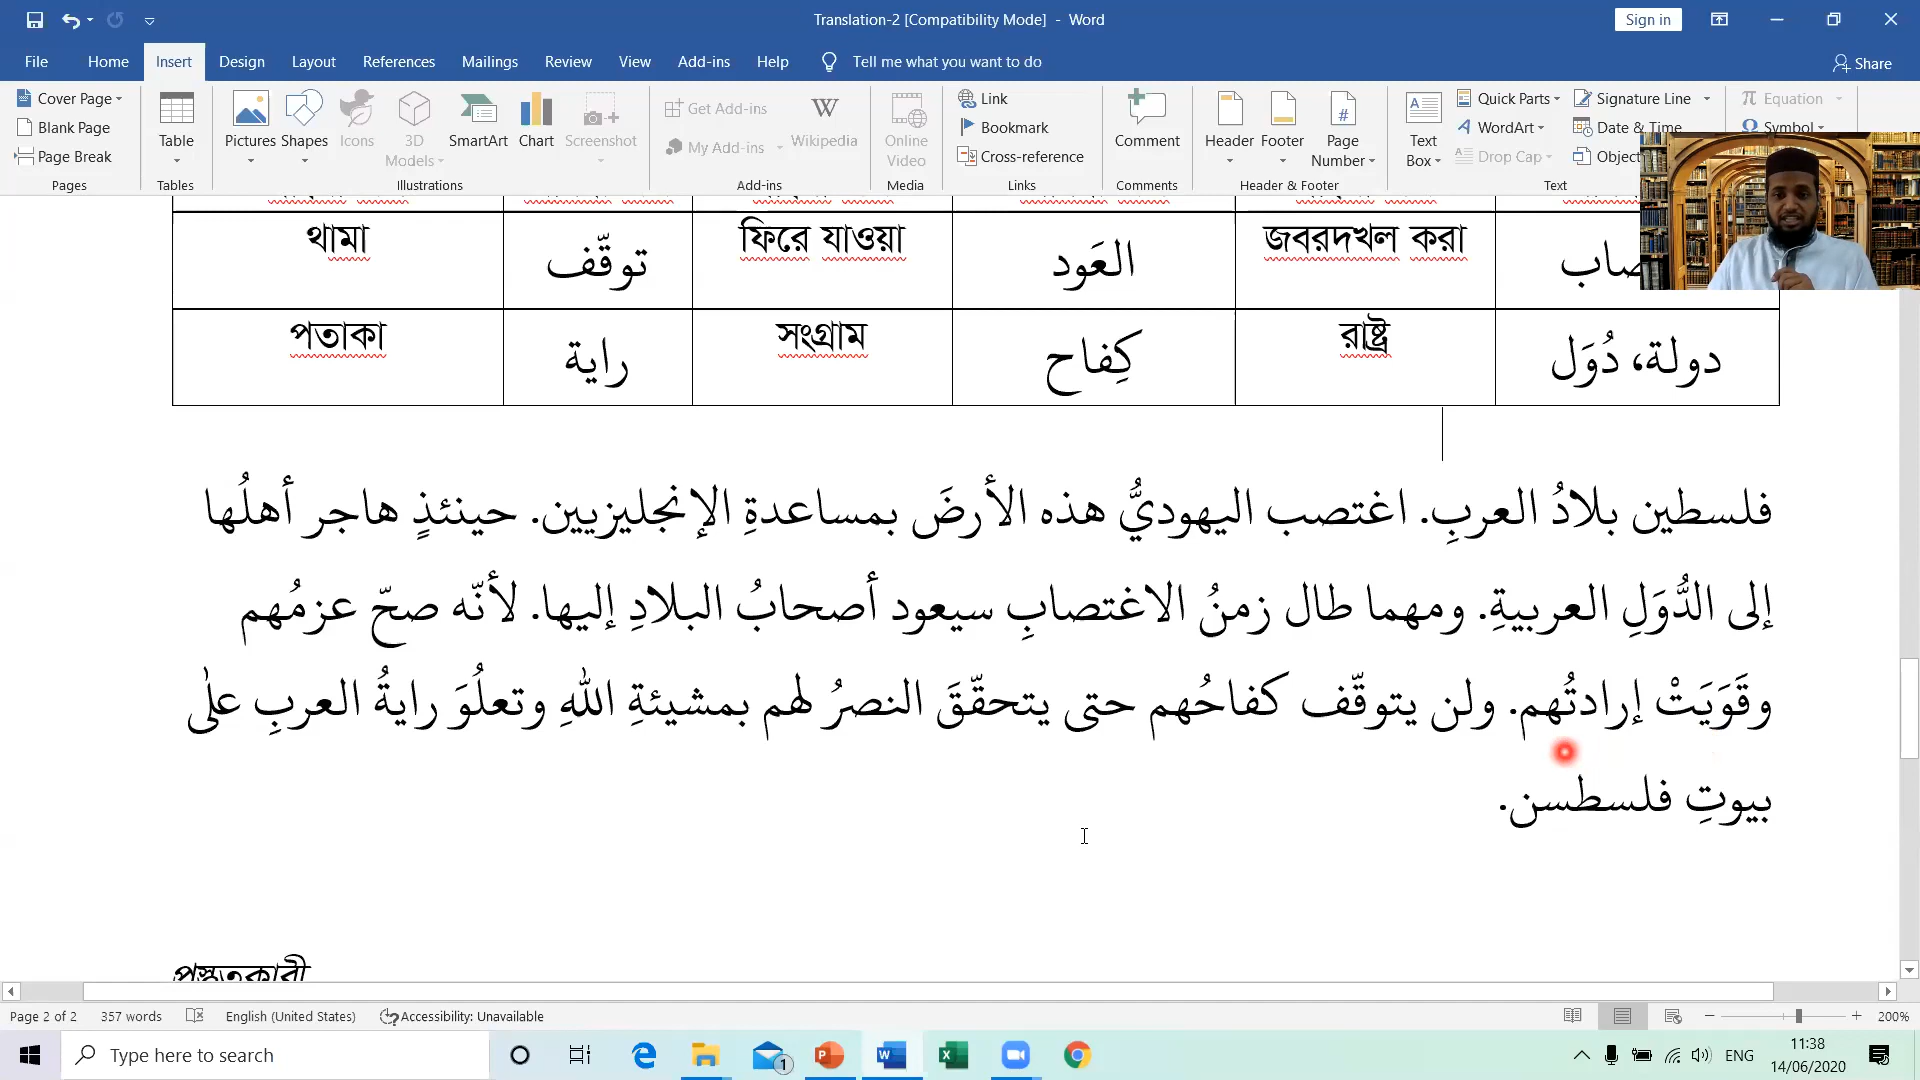 Translation-2 [Compatibility Mode] - Word
Sign in
File Home Insert Design Layout References Mailings Review View Add-ins Help Tell me what you want to do
Share
Cover Page
Blank Page
Page Break
Pages
Table
Tables
Pictures Shapes Icons 3D Models SmartArt Chart Screenshot
Illustrations
Get Add-ins
My Add-ins
Wikipedia
Add-ins
Online Video
Media
Link
Bookmark
Cross-reference
Links
Comment
Comments
Header Footer Page Number
Header & Footer
Text Box
Quick Parts
WordArt
Drop Cap
Signature Line
Date & Time
Text
Equation
Symbol
থামা توقّف ফিরে যাওয়া العَود জবরদখল করা
পতাকা راية সংগ্রাম كِفاح রাষ্ট্র دولة، دُوَل
فلسطين بلادُ العربِ. اغتصب اليهوديُّ هذه الأرضَ بمساعدةِ الإنجليزيين. حينئذٍ هاجر أهلُها
إلى الدُّوَلِ العربيةِ. ومهما طال زمنُ الاغتصابِ سيعود أصحابُ البلادِ إليها. لأنّه صحّ عزمُهم
وقَوَيَتْ إرادتُهم. ولن يتوقّف كفاحُهم حتى يتحقّقَ النصرُ لهم بمشيئةِ اللهِ وتعلُوَ رايةُ العربِ على
بيوتِ فلسطسن.
Page 2 of 2 357 words English (United States) Accessibility: Unavailable 200%
Type here to search
1
ENG
11:38
14/06/2020